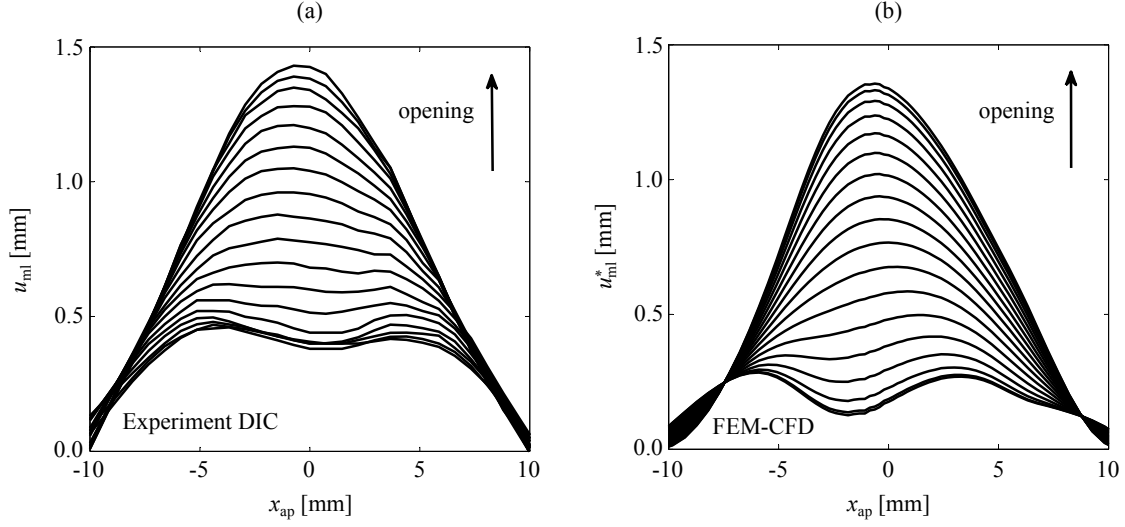 (a)
1.5
1.0
0.5
0.0
-10
-5
0
5
10
u_ml [mm]
x_ap [mm]
opening
Experiment DIC
(b)
1.5
1.0
0.5
0.0
-10
-5
0
5
10
u*_ml [mm]
x_ap [mm]
opening
FEM-CFD